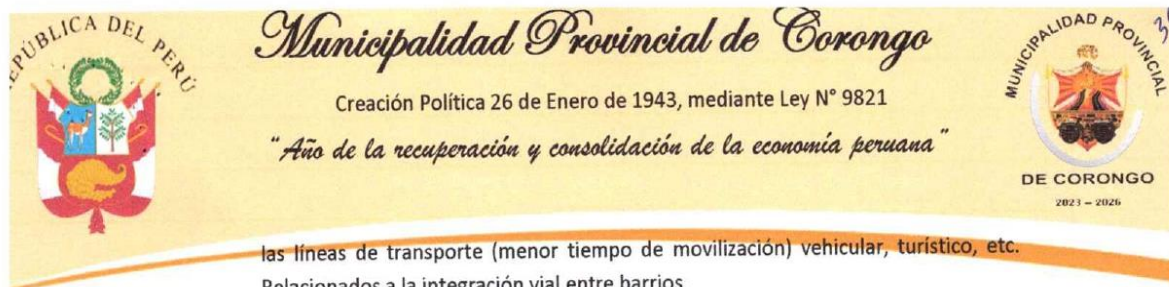 REPÚBLICA DEL PERÚ
Municipalidad Provincial de Corongo
Creación Política 26 de Enero de 1943, mediante Ley N° 9821
"Año de la recuperación y consolidación de la economía peruana"
MUNICIPALIDAD PROVINCIAL
DE CORONGO
2023 – 2026
las líneas de transporte (menor tiempo de movilización) vehicular, turístico, etc.
Relacionados a la integración vial entre barrios